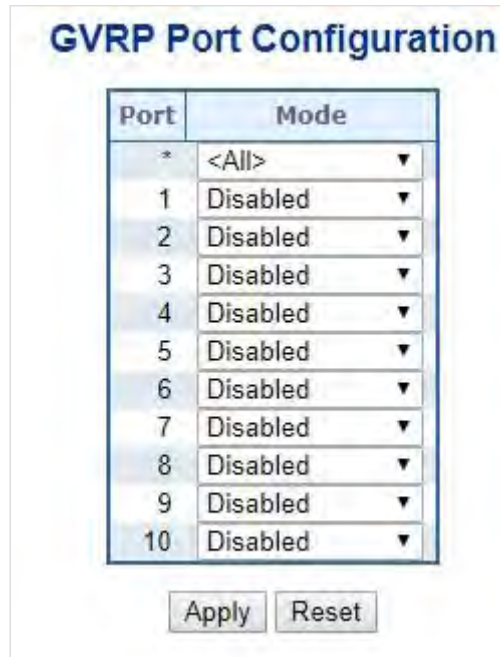 GVRP Port Configuration
Port Mode
* <All>
1 Disabled
2 Disabled
3 Disabled
4 Disabled
5 Disabled
6 Disabled
7 Disabled
8 Disabled
9 Disabled
10 Disabled
Apply Reset